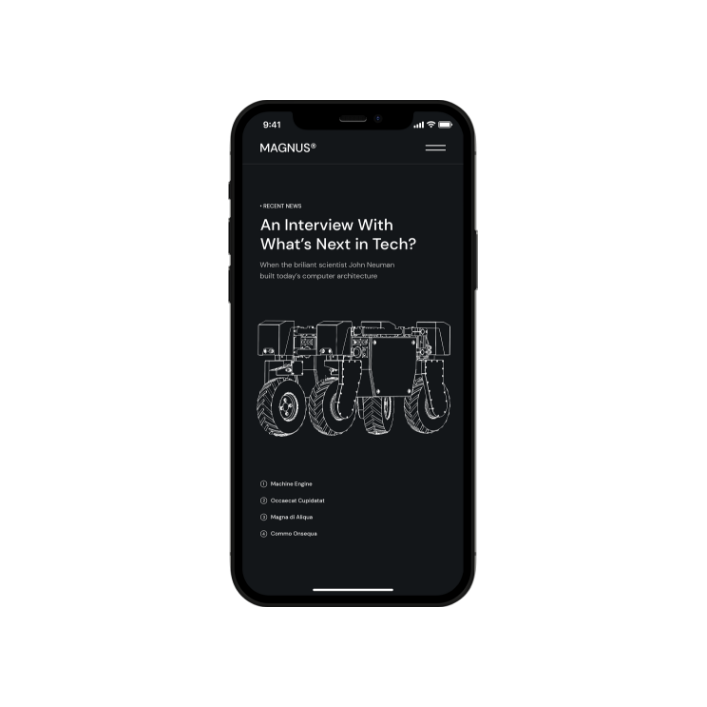 9:41
MAGNUS®
• RECENT NEWS
An Interview With
What's Next in Tech?
When the briliant scientist John Neuman
built today's computer architecture
1 Machine Engine
2 Occaecat Cupidatat
3 Magna di Aliqua
4 Commo Onsequa